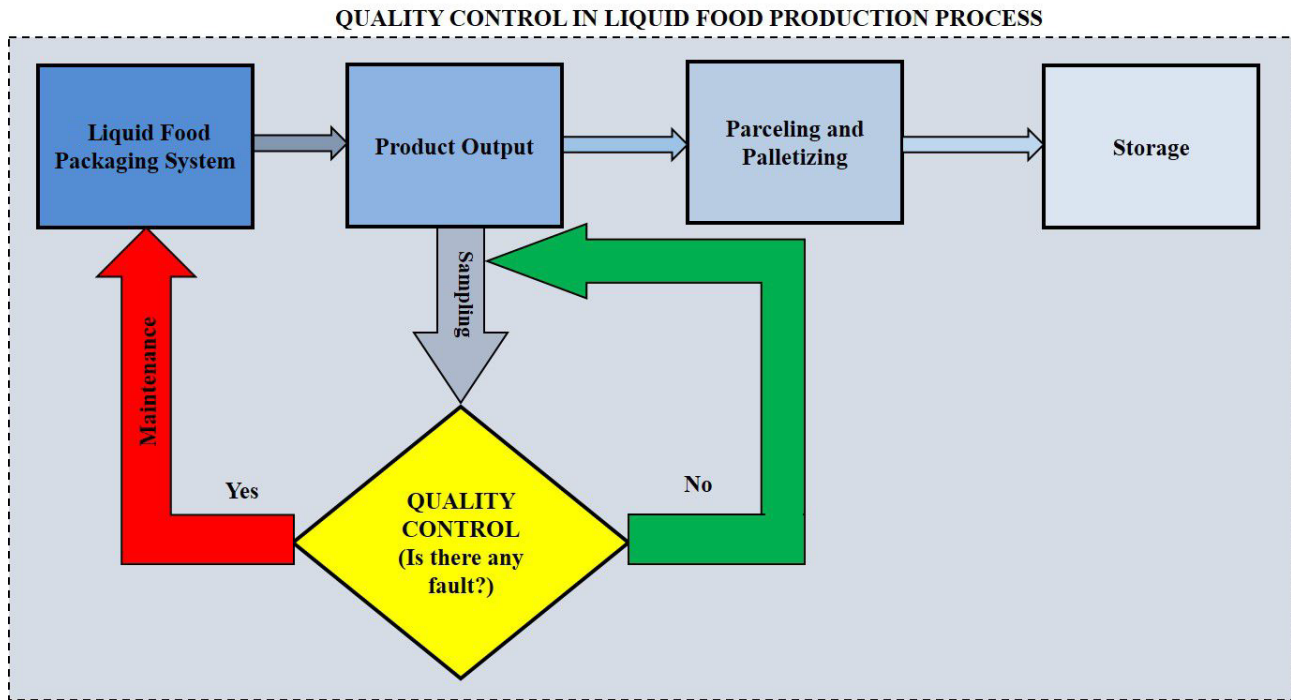 QUALITY CONTROL IN LIQUID FOOD PRODUCTION PROCESS
Liquid Food
Packaging System
Product Output
Parceling and
Palletizing
Storage
Sampling
Maintenance
Yes
No
QUALITY
CONTROL
(Is there any
fault?)